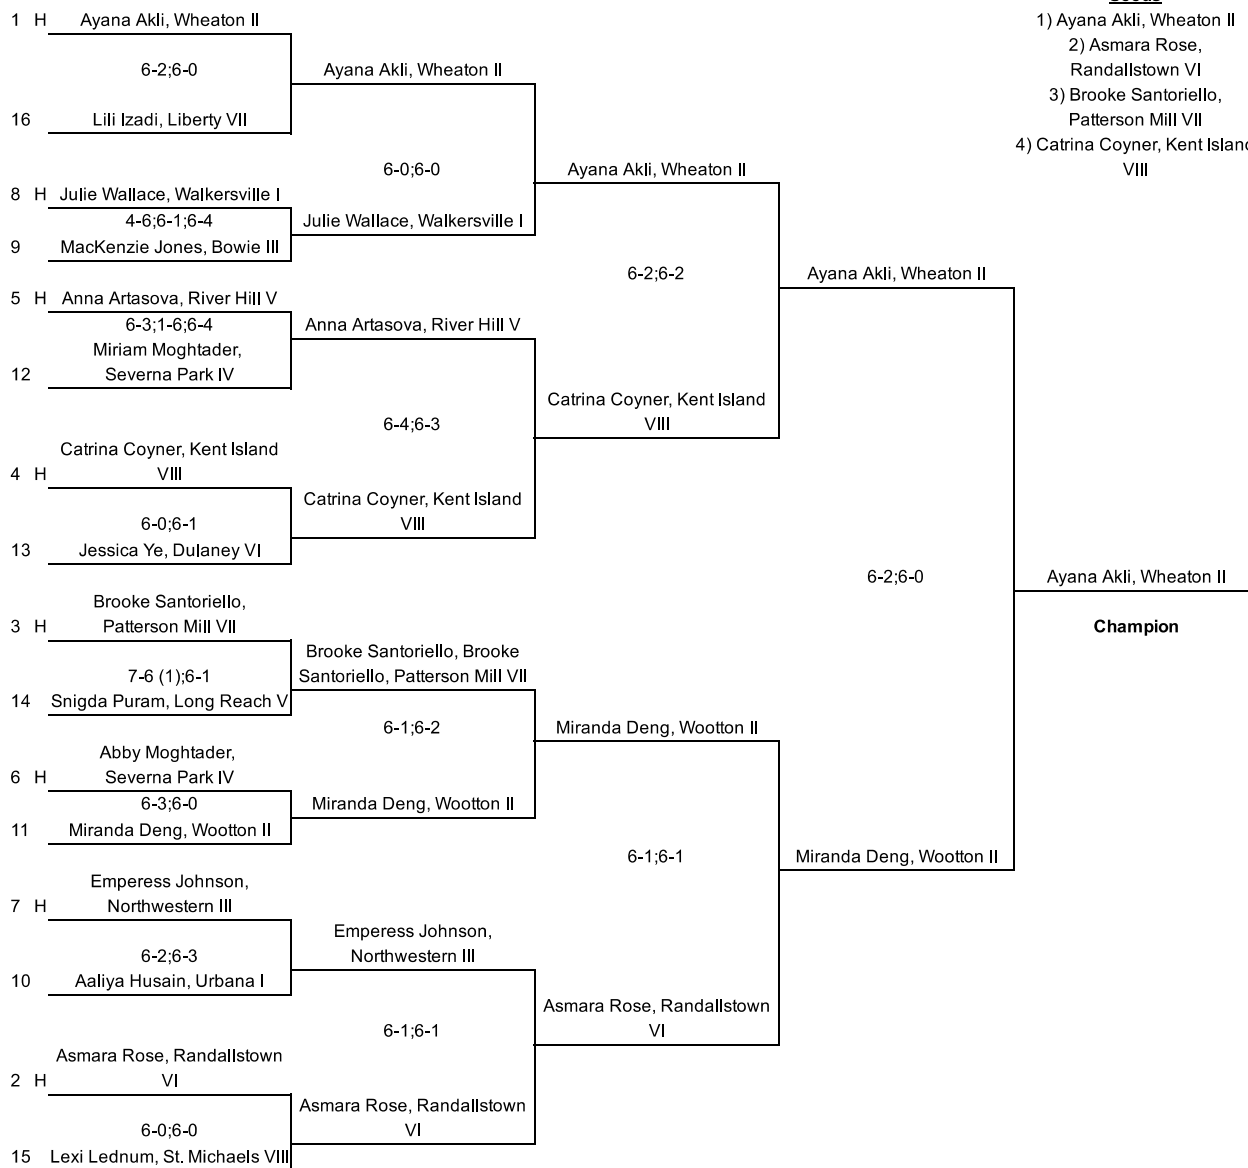 1 H Ayana Akli, Wheaton II
6-2;6-0
16 Lili Izadi, Liberty VII
8 H Julie Wallace, Walkersville I
4-6;6-1;6-4
9 MacKenzie Jones, Bowie III
5 H Anna Artasova, River Hill V
6-3;1-6;6-4
Miriam Moghtader,
12 Severna Park IV
Catrina Coyner, Kent Island
4 H VIII
6-0;6-1
13 Jessica Ye, Dulaney VI
Brooke Santoriello,
3 H Patterson Mill VII
7-6 (1);6-1
14 Snigda Puram, Long Reach V
Abby Moghtader,
6 H Severna Park IV
6-3;6-0
11 Miranda Deng, Wootton II
Emperess Johnson,
7 H Northwestern III
6-2;6-3
10 Aaliya Husain, Urbana I
Asmara Rose, Randallstown
2 H VI
6-0;6-0
15 Lexi Lednum, St. Michaels VIII
Ayana Akli, Wheaton II
6-0;6-0
Julie Wallace, Walkersville I
Anna Artasova, River Hill V
6-4;6-3
Catrina Coyner, Kent Island
VIII
Brooke Santoriello, Brooke
Santoriello, Patterson Mill VII
6-1;6-2
Miranda Deng, Wootton II
Emperess Johnson,
Northwestern III
6-1;6-1
Asmara Rose, Randallstown
VI
Ayana Akli, Wheaton II
6-2;6-2
Catrina Coyner, Kent Island
VIII
Miranda Deng, Wootton II
6-1;6-1
Asmara Rose, Randallstown
VI
Ayana Akli, Wheaton II
6-2;6-0
Miranda Deng, Wootton II
Ayana Akli, Wheaton II
Champion
1) Ayana Akli, Wheaton II
2) Asmara Rose,
Randallstown VI
3) Brooke Santoriello,
Patterson Mill VII
4) Catrina Coyner, Kent Island
VIII